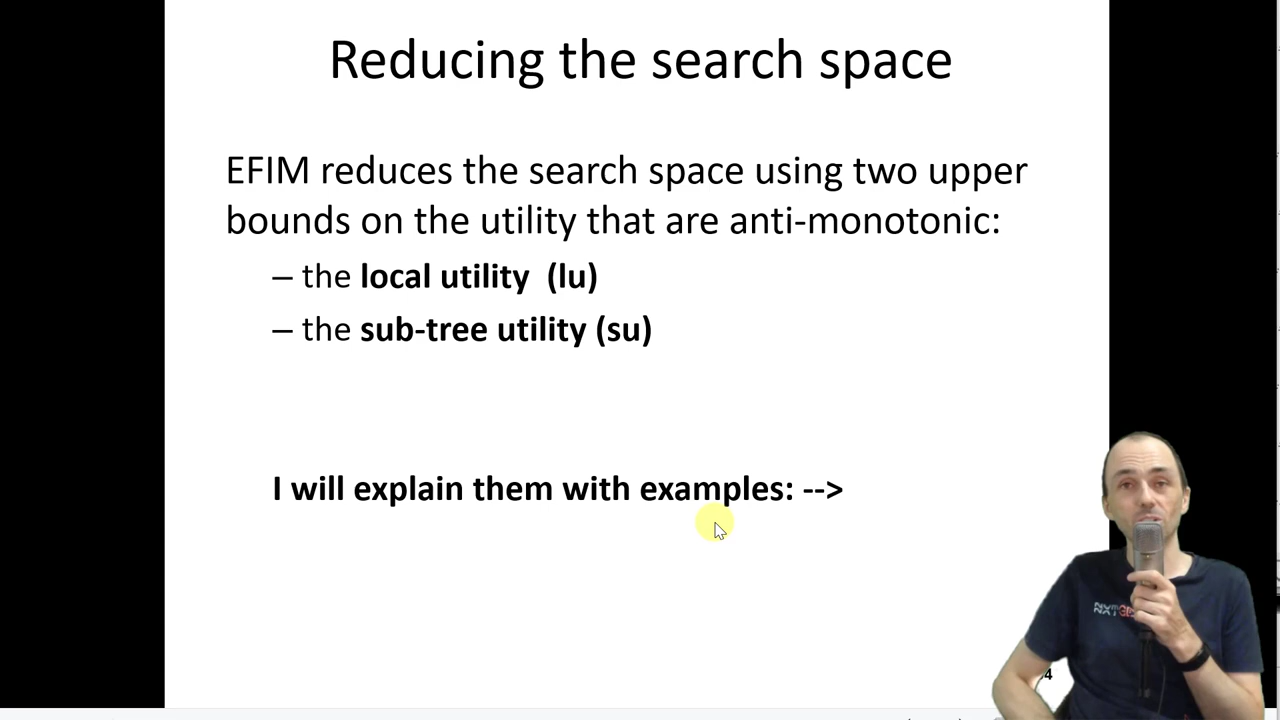 Reducing the search space
EFIM reduces the search space using two upper
bounds on the utility that are anti-monotonic:
– the local utility (lu)
– the sub-tree utility (su)
I will explain them with examples: -->
4